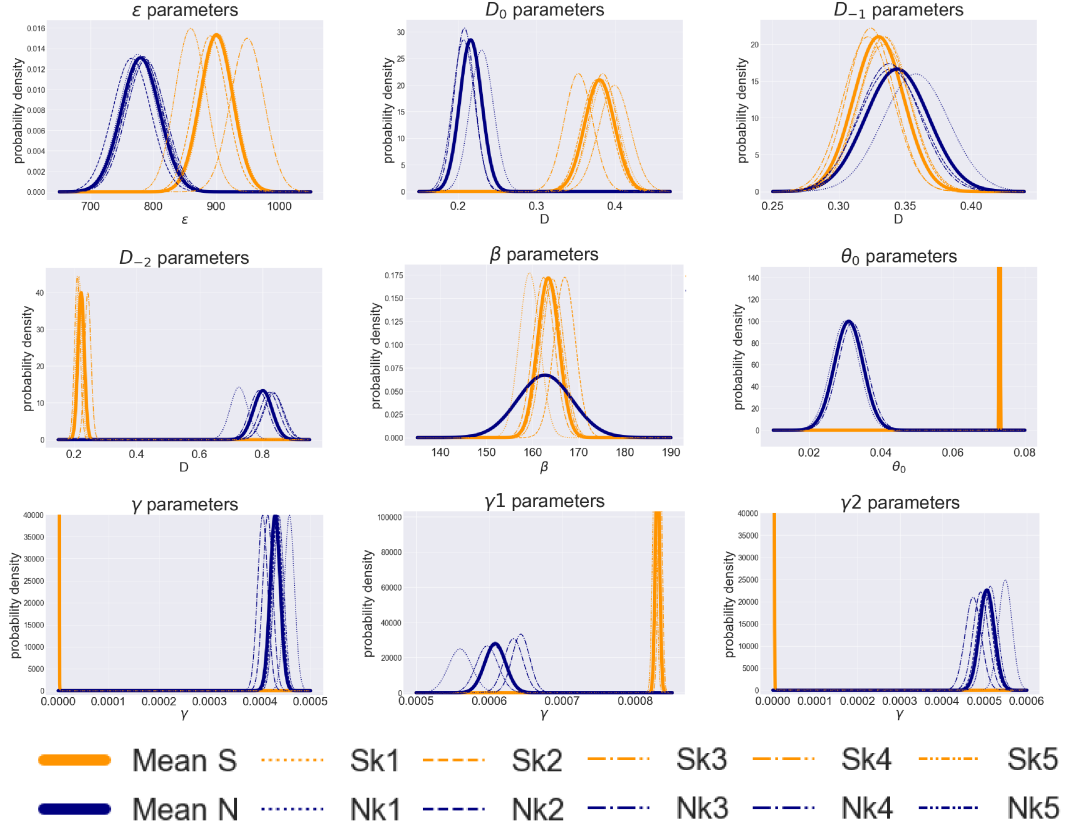 ε parameters
probability density
0.016
0.014
0.012
0.010
0.008
0.006
0.004
0.002
0.000
700 800 900 1000
ε
D₀ parameters
probability density
30
25
20
15
10
5
0
0.2 0.3 0.4
D
D₋₁ parameters
probability density
20
15
10
5
0
0.25 0.30 0.35 0.40
D
D₋₂ parameters
probability density
40
30
20
10
0
0.2 0.4 0.6 0.8
D
β parameters
probability density
0.175
0.150
0.125
0.100
0.075
0.050
0.025
0.000
140 150 160 170 180 190
β
θ₀ parameters
probability density
140
120
100
80
60
40
20
0
0.02 0.04 0.06 0.08
θ₀
γ parameters
probability density
40000
35000
30000
25000
20000
15000
10000
5000
0
0.0000 0.0001 0.0002 0.0003 0.0004 0.0005
γ
γ1 parameters
probability density
100000
80000
60000
40000
20000
0
0.0005 0.0006 0.0007 0.0008
γ
γ2 parameters
probability density
40000
35000
30000
25000
20000
15000
10000
5000
0
0.0000 0.0001 0.0002 0.0003 0.0004 0.0005 0.0006
γ
Mean S Sk1 Sk2 Sk3 Sk4 Sk5
Mean N Nk1 Nk2 Nk3 Nk4 Nk5